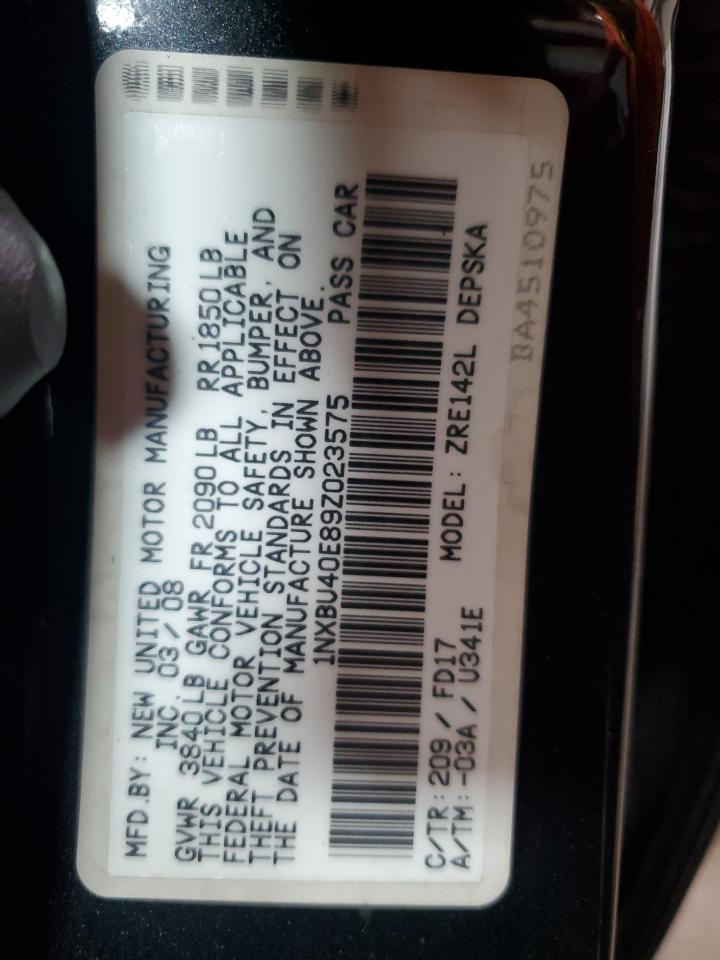 MFD.BY: NEW UNITED MOTOR MANUFACTURING
INC. 03/08
GVWR 3840LB GAWR FR 2090LB RR 1850LB
THIS VEHICLE CONFORMS TO ALL APPLICABLE
FEDERAL MOTOR VEHICLE SAFETY, BUMPER, AND
THEFT PREVENTION STANDARDS IN EFFECT ON
THE DATE OF MANUFACTURE SHOWN ABOVE.
1NXBU40E89Z023575 PASS CAR
C/TR: 209 / FD17 MODEL: ZRE142L DEPSKA
A/TM: -03A / U341E
BA4510975